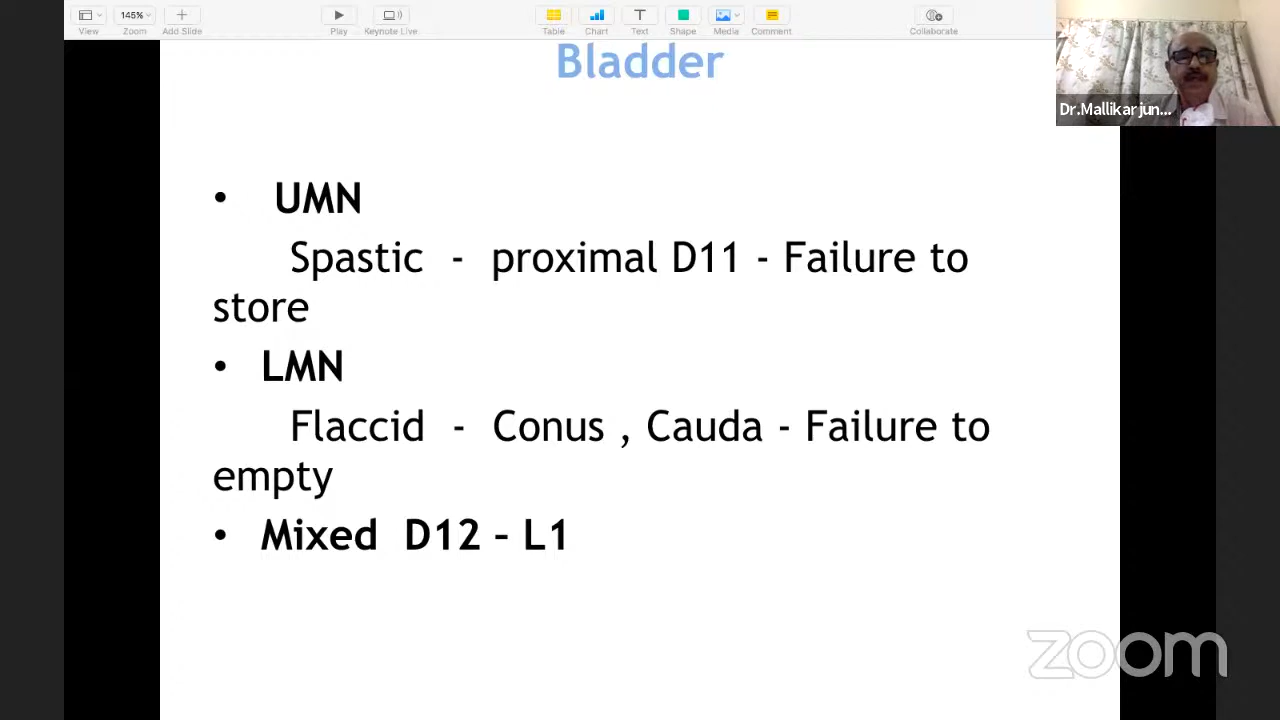 145%
View
Zoom
Add Slide
Play
Keynote Live
Table
Chart
Text
Shape
Media
Comment
Collaborate
Dr.Mallikarjun...
Bladder
• UMN
Spastic - proximal D11 - Failure to
store
• LMN
Flaccid - Conus , Cauda - Failure to
empty
• Mixed D12 – L1
zoom